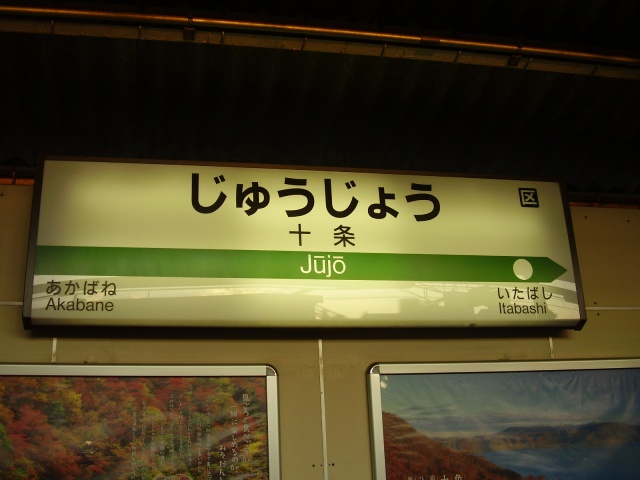 じゅうじょう
区
十条
Jūjō
あかばね
Akabane
いたばし
Itabashi